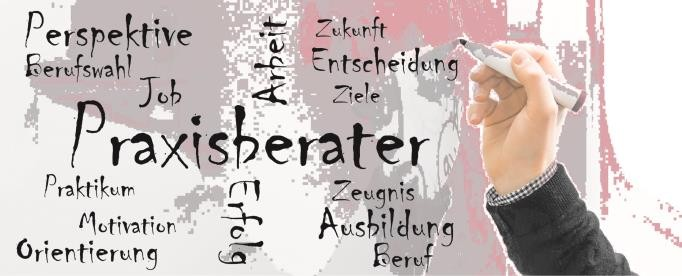 Perspektive
Berufswahl
Job
Arbeit
Zukunft
Entscheidung
Ziele
Praxisberater
Praktikum
Motivation
Orientierung
Erfolg
Zeugnis
Ausbildung
Beruf